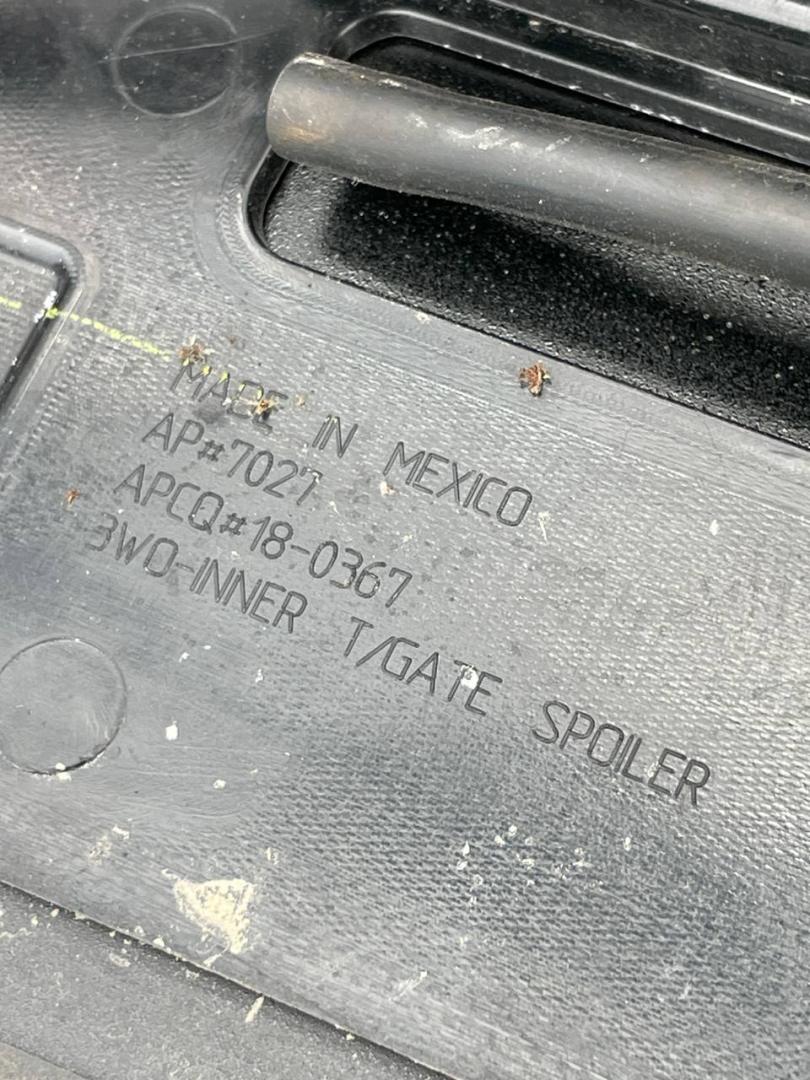 MADE IN MEXICO
AP#7027
APCQ#18-0367
3WO-INNER T/GATE SPOILER